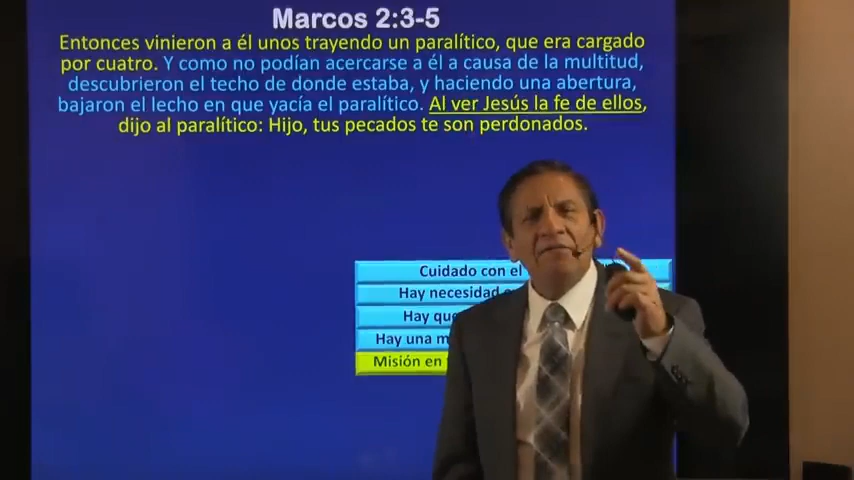 Marcos 2:3-5
Entonces vinieron a él unos trayendo un paralítico, que era cargado
por cuatro. Y como no podían acercarse a él a causa de la multitud,
descubrieron el techo de donde estaba, y haciendo una abertura,
bajaron el lecho en que yacía el paralítico. Al ver Jesús la fe de ellos,
dijo al paralítico: Hijo, tus pecados te son perdonados.
Cuidado con el
Hay necesidad
Hay que
Hay una
Misión en